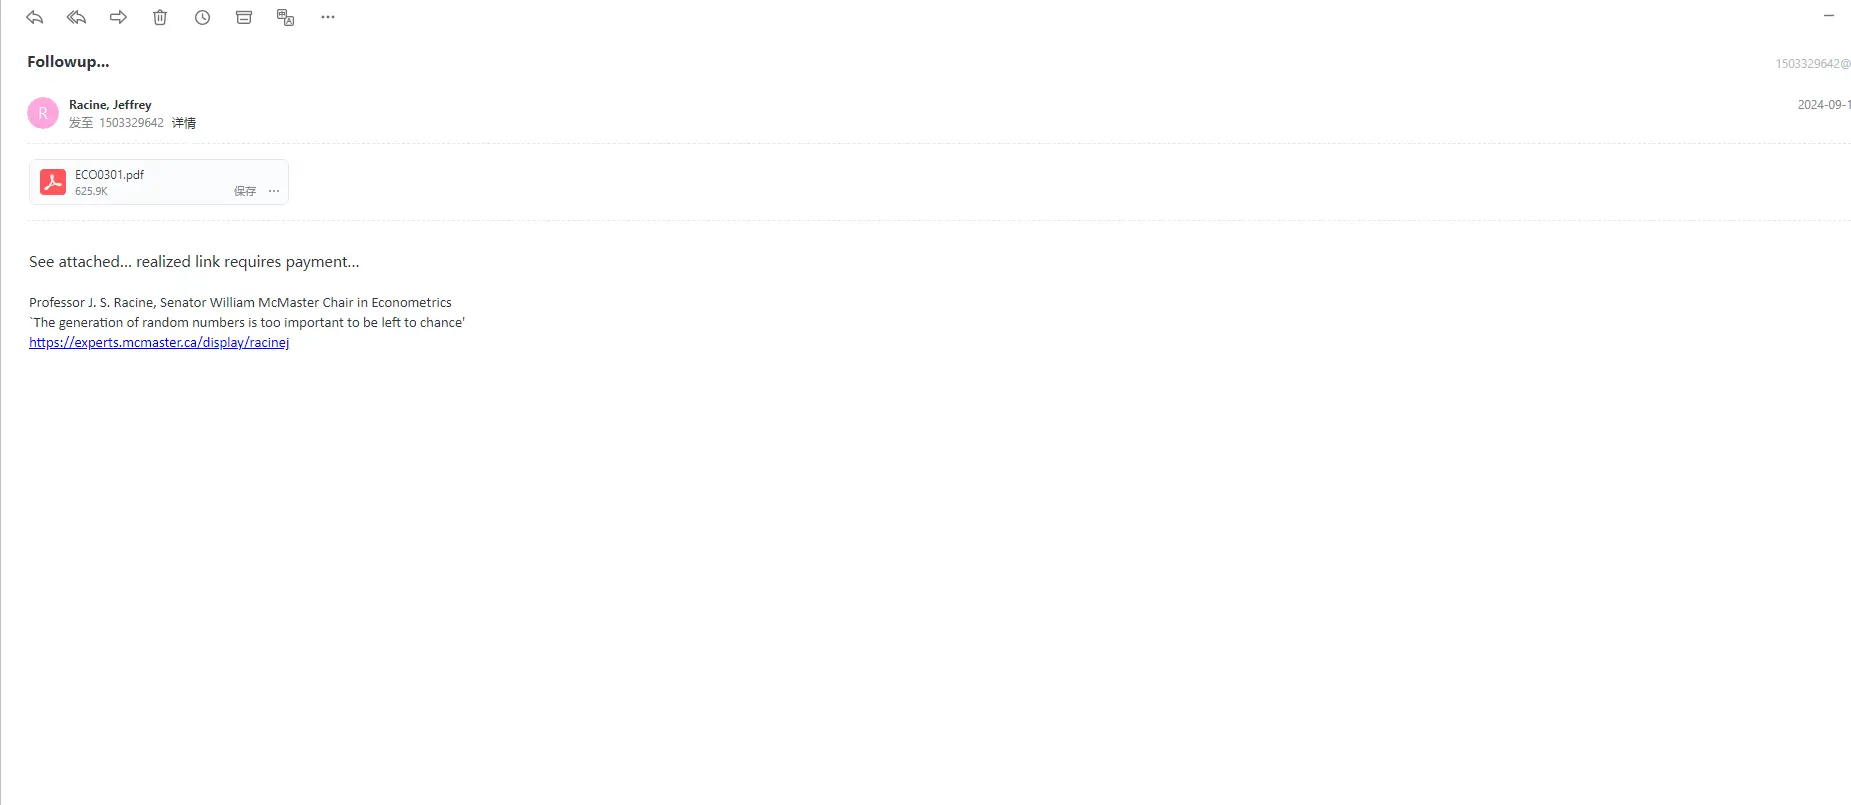 Followup...
1503329642@
Racine, Jeffrey
2024-09-1
发至 1503329642 详情
ECO0301.pdf
625.9K
保存 ...
See attached... realized link requires payment...
Professor J. S. Racine, Senator William McMaster Chair in Econometrics
`The generation of random numbers is too important to be left to chance'
https://experts.mcmaster.ca/display/racinej